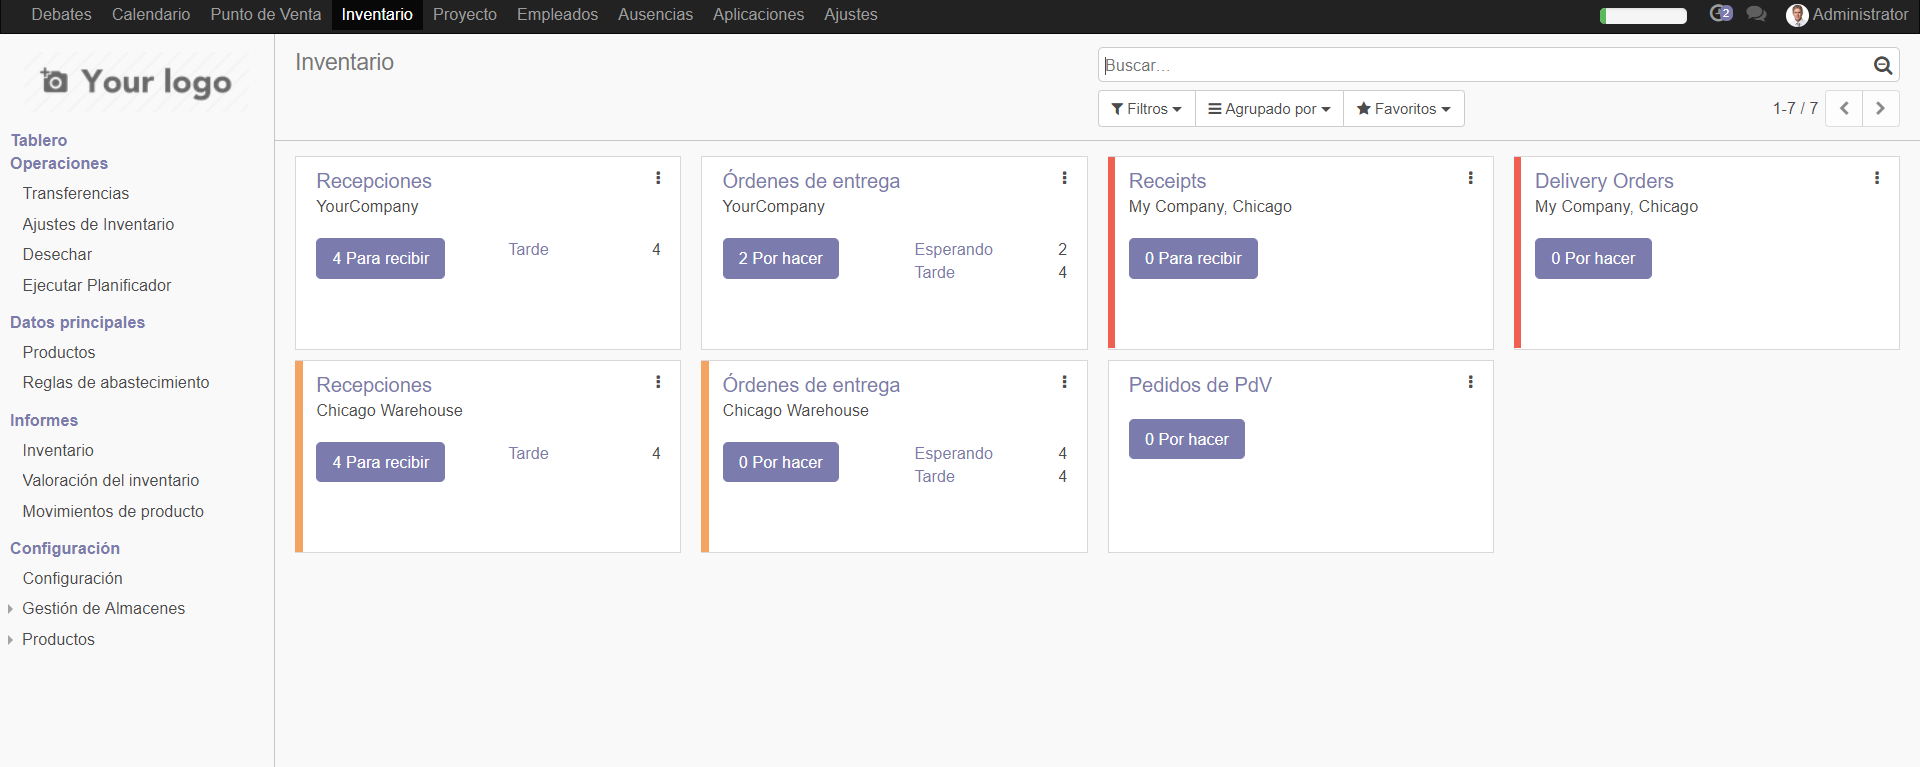 Debates Calendario Punto de Venta Inventario Proyecto Empleados Ausencias Aplicaciones Ajustes 2 Administrator
Your logo
Tablero
Operaciones
Transferencias
Ajustes de Inventario
Desechar
Ejecutar Planificador
Datos principales
Productos
Reglas de abastecimiento
Informes
Inventario
Valoración del inventario
Movimientos de producto
Configuración
Configuración
Gestión de Almacenes
Productos
Inventario
Buscar...
Filtros Agrupado por Favoritos 1-7 / 7
Recepciones
YourCompany
4 Para recibir
Tarde 4
Órdenes de entrega
YourCompany
2 Por hacer
Esperando 2
Tarde 4
Receipts
My Company, Chicago
0 Para recibir
Delivery Orders
My Company, Chicago
0 Por hacer
Recepciones
Chicago Warehouse
4 Para recibir
Tarde 4
Órdenes de entrega
Chicago Warehouse
0 Por hacer
Esperando 4
Tarde 4
Pedidos de PdV
0 Por hacer